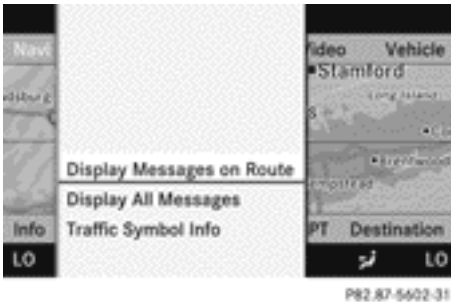 Navi
Video Vehicle
Stamford
Long Island
Brentwood
Display Messages on Route
Display All Messages
Traffic Symbol Info
Info
Destination
LO
LO
P82.87-5602-31